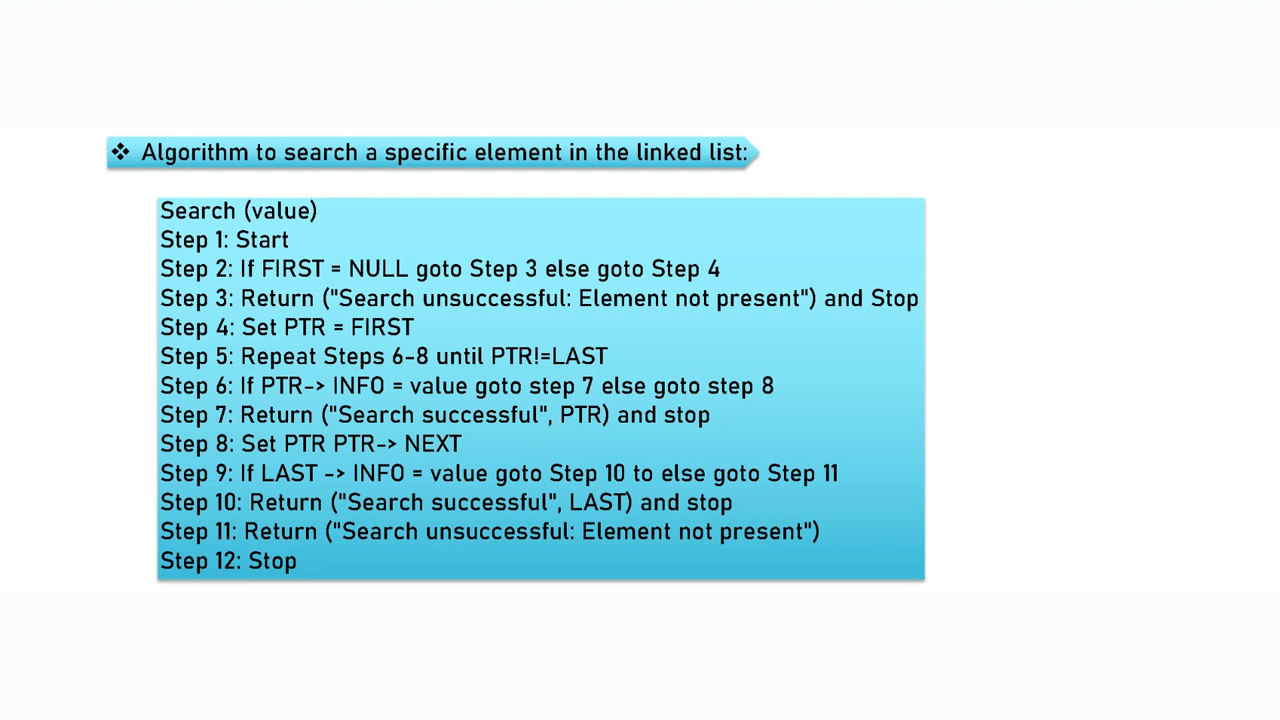 ❖ Algorithm to search a specific element in the linked list:
Search (value)
Step 1: Start
Step 2: If FIRST = NULL goto Step 3 else goto Step 4
Step 3: Return ("Search unsuccessful: Element not present") and Stop
Step 4: Set PTR = FIRST
Step 5: Repeat Steps 6-8 until PTR!=LAST
Step 6: If PTR-> INFO = value goto step 7 else goto step 8
Step 7: Return ("Search successful", PTR) and stop
Step 8: Set PTR PTR-> NEXT
Step 9: If LAST -> INFO = value goto Step 10 to else goto Step 11
Step 10: Return ("Search successful", LAST) and stop
Step 11: Return ("Search unsuccessful: Element not present")
Step 12: Stop